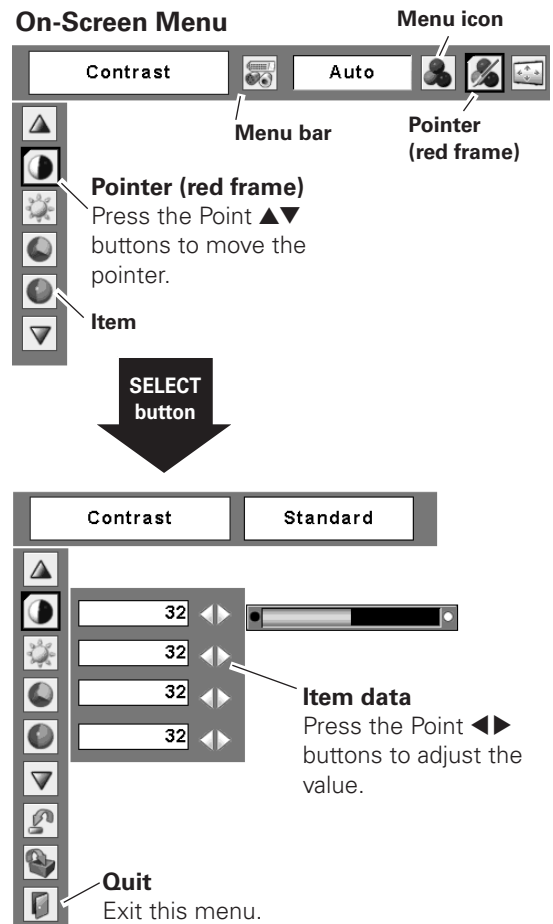 On-Screen Menu
Menu icon
Contrast
Auto
Menu bar
Pointer
(red frame)
Pointer (red frame)
Press the Point ▲▼
buttons to move the
pointer.
Item
SELECT
button
Contrast
Standard
32
32
32
32
Item data
Press the Point ◀▶
buttons to adjust the
value.
Quit
Exit this menu.